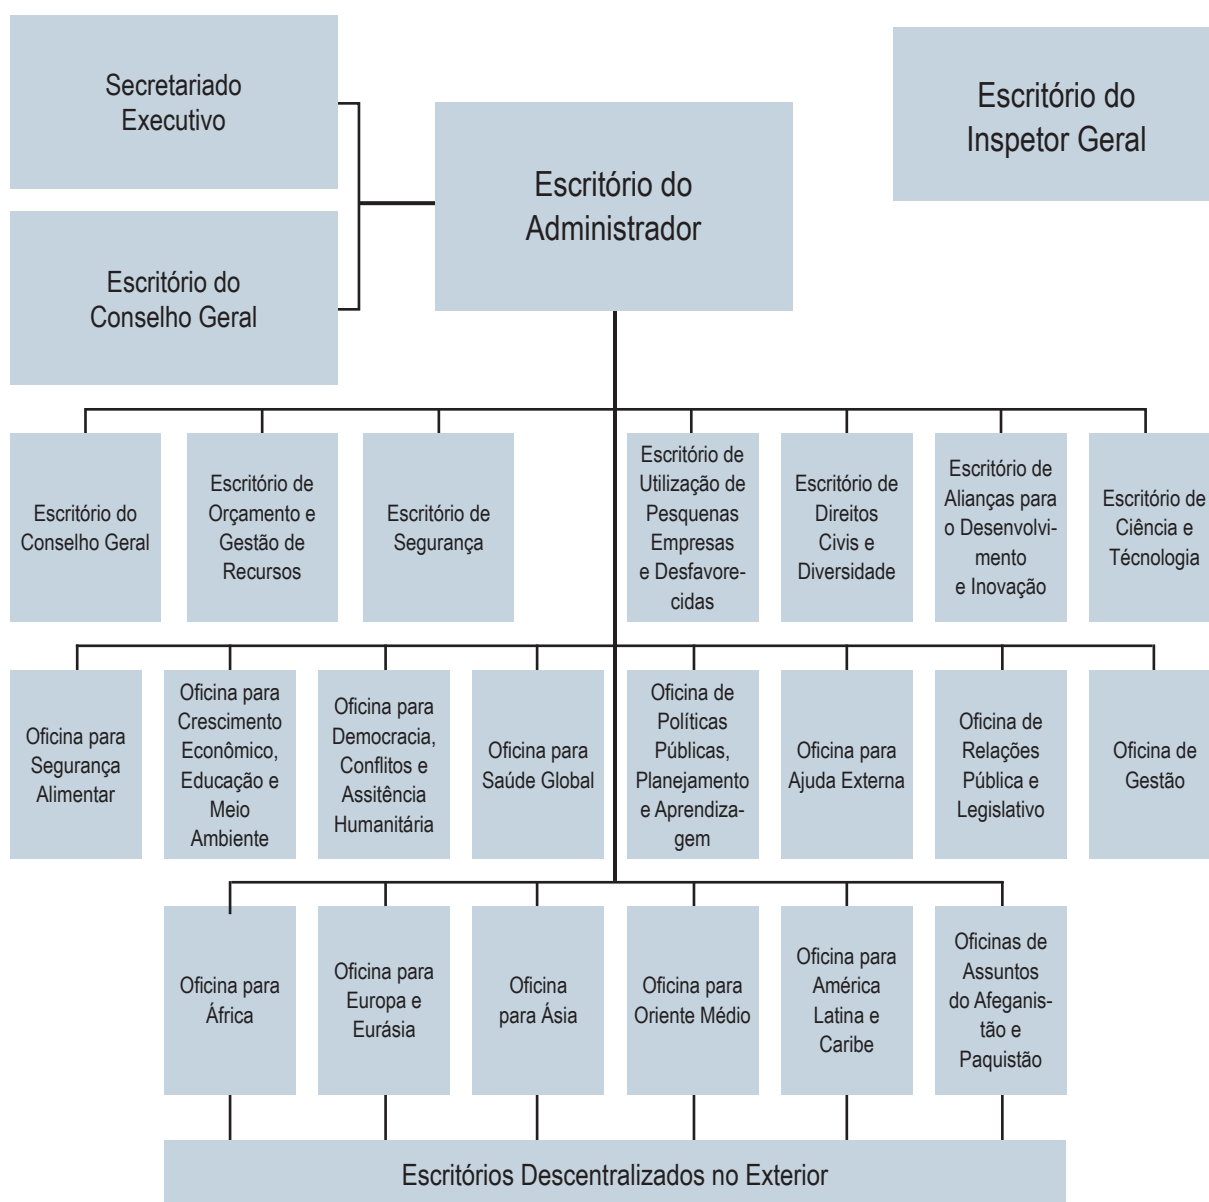 Secretariado
Executivo
Escritório do
Inspetor Geral
Escritório do
Administrador
Escritório do
Conselho Geral
Escritório do
Conselho Geral
Escritório de
Orçamento e
Gestão de
Recursos
Escritório de
Segurança
Escritório de
Utilização de
Pesquenas
Empresas
e Desfavore-
cidas
Escritório de
Direitos
Civis e
Diversidade
Escritório de
Alianças para
o Desenvolvi-
mento
e Inovação
Escritório de
Ciência e
Técnologia
Oficina para
Segurança
Alimentar
Oficina para
Crescimento
Econômico,
Educação e
Meio
Ambiente
Oficina para
Democracia,
Conflitos e
Assitência
Humanitária
Oficina para
Saúde Global
Oficina de
Políticas
Públicas,
Planejamento
e Aprendiza-
gem
Oficina para
Ajuda Externa
Oficina de
Relações
Pública e
Legislativo
Oficina de
Gestão
Oficina para
África
Oficina para
Europa e
Eurásia
Oficina
para Ásia
Oficina para
Oriente Médio
Oficina para
América
Latina e
Caribe
Oficinas de
Assuntos
do Afeganis-
tão e
Paquistão
Escritórios Descentralizados no Exterior